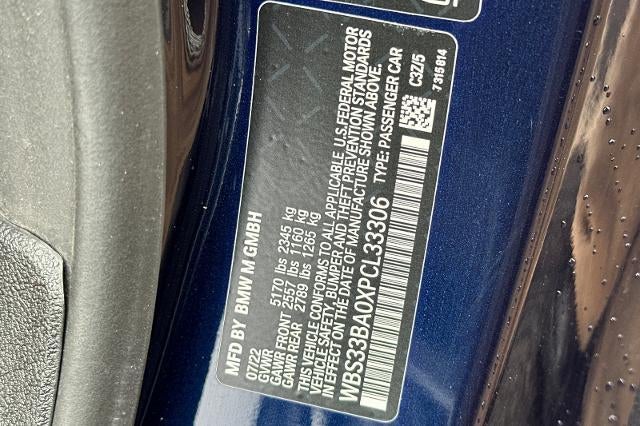 MFD BY BMW M GMBH
07/22
GVWR 5170 lbs 2345 kg
GAWR FRONT 2557 lbs 1160 kg
GAWR REAR 2789 lbs 1265 kg
THIS VEHICLE CONFORMS TO ALL APPLICABLE U.S. FEDERAL MOTOR
VEHICLE SAFETY, BUMPER AND THEFT PREVENTION STANDARDS
IN EFFECT ON THE DATE OF MANUFACTURE SHOWN ABOVE.
WBS33BA0XPCL33306 TYPE: PASSENGER CAR
C3Z/5
7 315 814